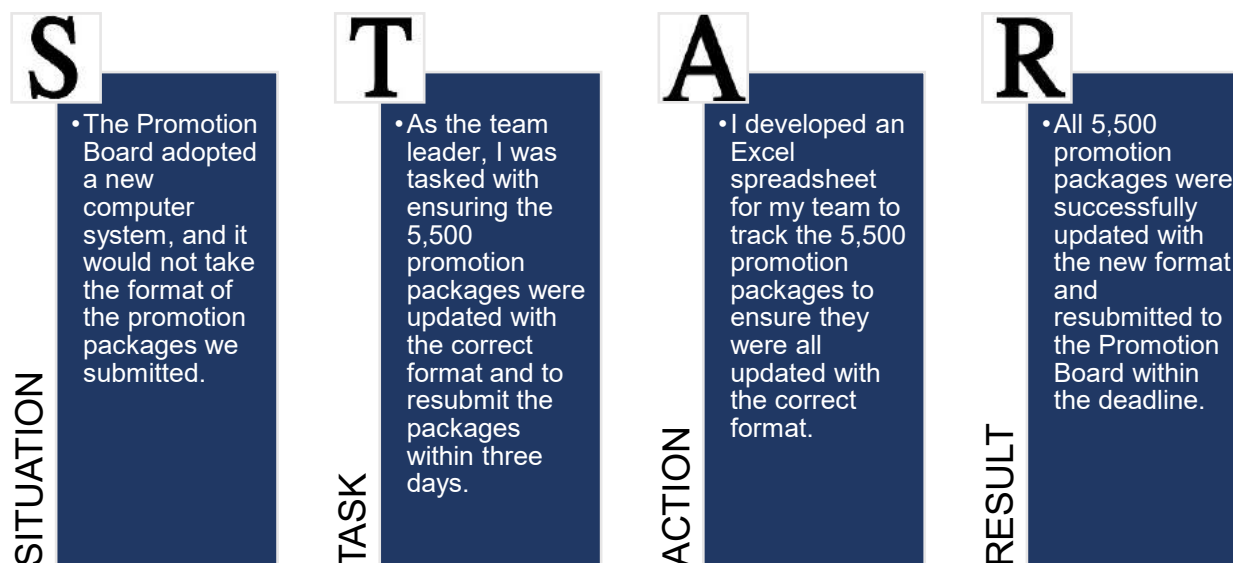 S
SITUATION
•The Promotion
Board adopted
a new
computer
system, and it
would not take
the format of
the promotion
packages we
submitted.
T
TASK
•As the team
leader, I was
tasked with
ensuring the
5,500
promotion
packages were
updated with
the correct
format and to
resubmit the
packages
within three
days.
A
ACTION
•I developed an
Excel
spreadsheet
for my team to
track the 5,500
promotion
packages to
ensure they
were all
updated with
the correct
format.
R
RESULT
•All 5,500
promotion
packages were
successfully
updated with
the new format
and
resubmitted to
the Promotion
Board within
the deadline.